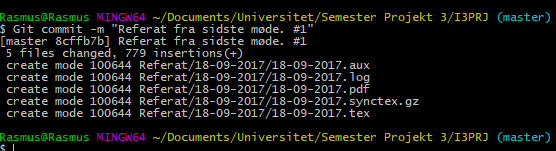 Rasmus@Rasmus MINGW64 ~/Documents/Universitet/Semester Projekt 3/I3PRJ (master)
$ Git commit -m "Referat fra sidste møde. #1"
[master 8cffb7b] Referat fra sidste møde. #1
 5 files changed, 779 insertions(+)
 create mode 100644 Referat/18-09-2017/18-09-2017.aux
 create mode 100644 Referat/18-09-2017/18-09-2017.log
 create mode 100644 Referat/18-09-2017/18-09-2017.pdf
 create mode 100644 Referat/18-09-2017/18-09-2017.synctex.gz
 create mode 100644 Referat/18-09-2017/18-09-2017.tex
Rasmus@Rasmus MINGW64 ~/Documents/Universitet/Semester Projekt 3/I3PRJ (master)
$